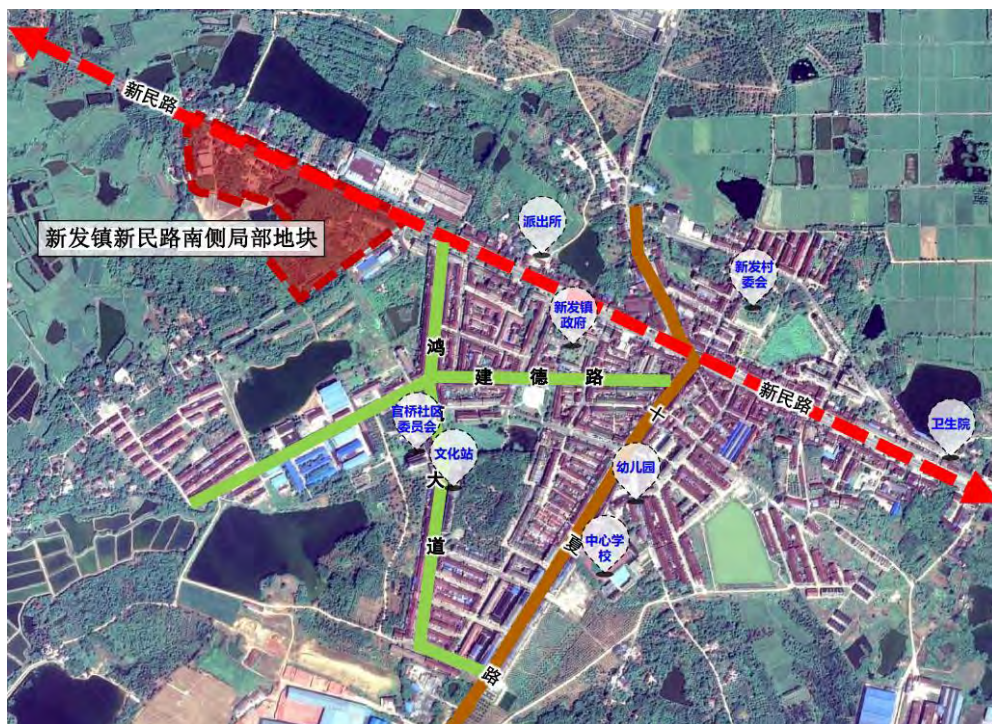 新民路
新发镇新民路南侧局部地块
派出所
新发村
委会
新发镇
政府
鸿
建德路
新民路
十
官桥社区
委员会
文化站
大
幼儿园
卫生院
道
夏
中心学
校
路